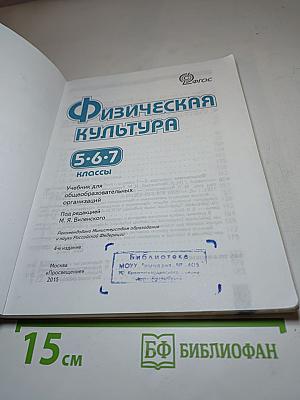 ФГОС
Физическая
культура
5•6•7
классы
Учебник для
общеобразовательных
организаций
Под редакцией
М. Я. Виленского
Рекомендовано Министерством образования
и науки Российской Федерации
4-е издание
Москва
«Просвещение»
2015
Библиотека
МОУ
15 см
БФ БИБЛИОФАН